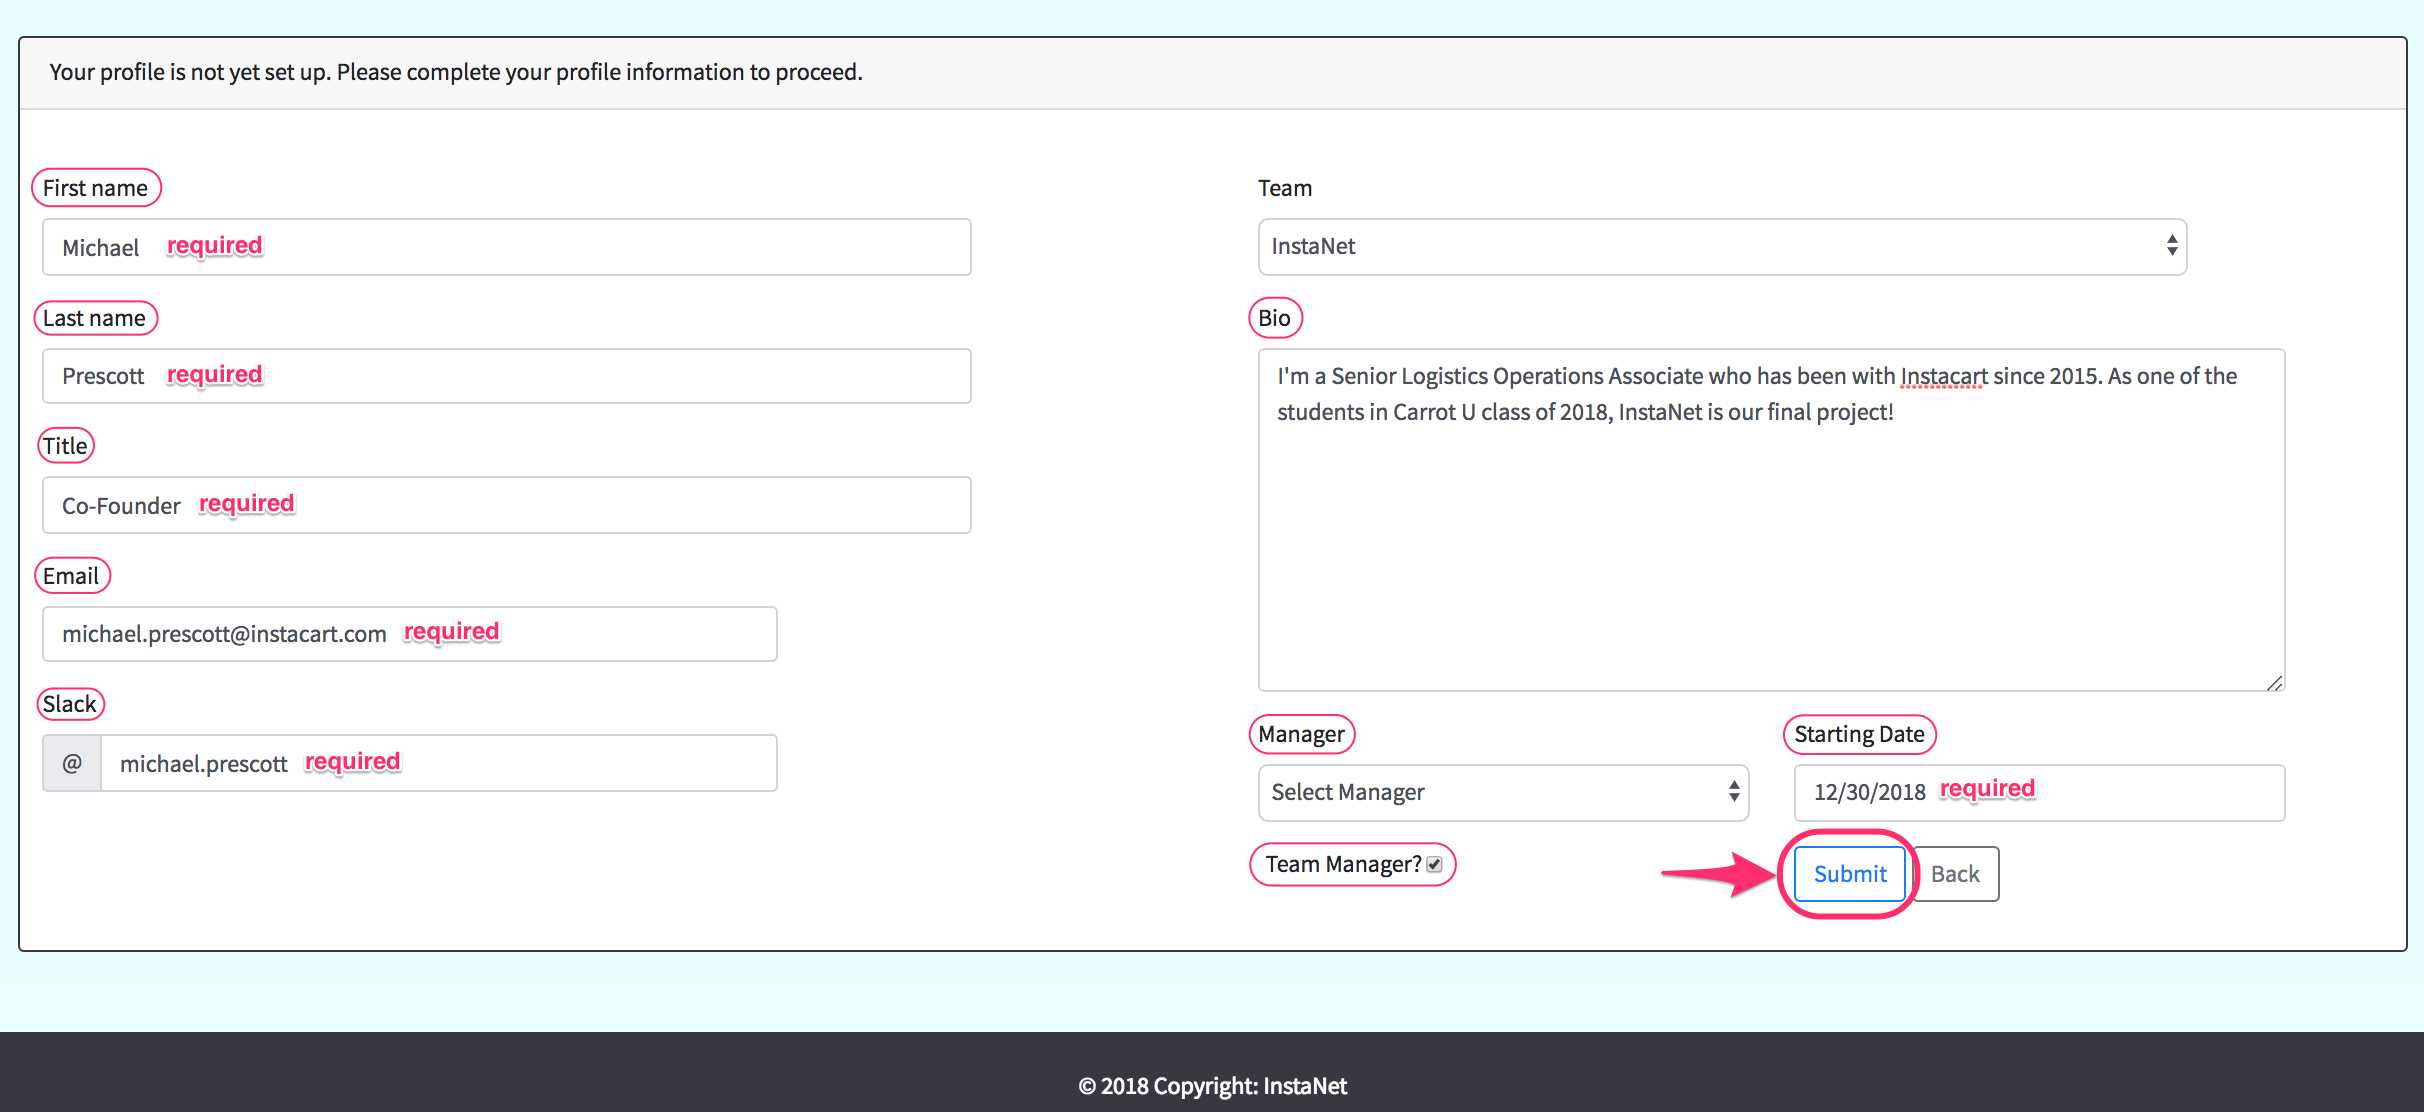 Your profile is not yet set up. Please complete your profile information to proceed.
First name
Michael required
Last name
Prescott required
Title
Co-Founder required
Email
michael.prescott@instacart.com required
Slack
@ michael.prescott required
Team
InstaNet
Bio
I'm a Senior Logistics Operations Associate who has been with Instacart since 2015. As one of the
students in Carrot U class of 2018, InstaNet is our final project!
Manager
Select Manager
Starting Date
12/30/2018 required
Team Manager?
Submit
Back
© 2018 Copyright: InstaNet